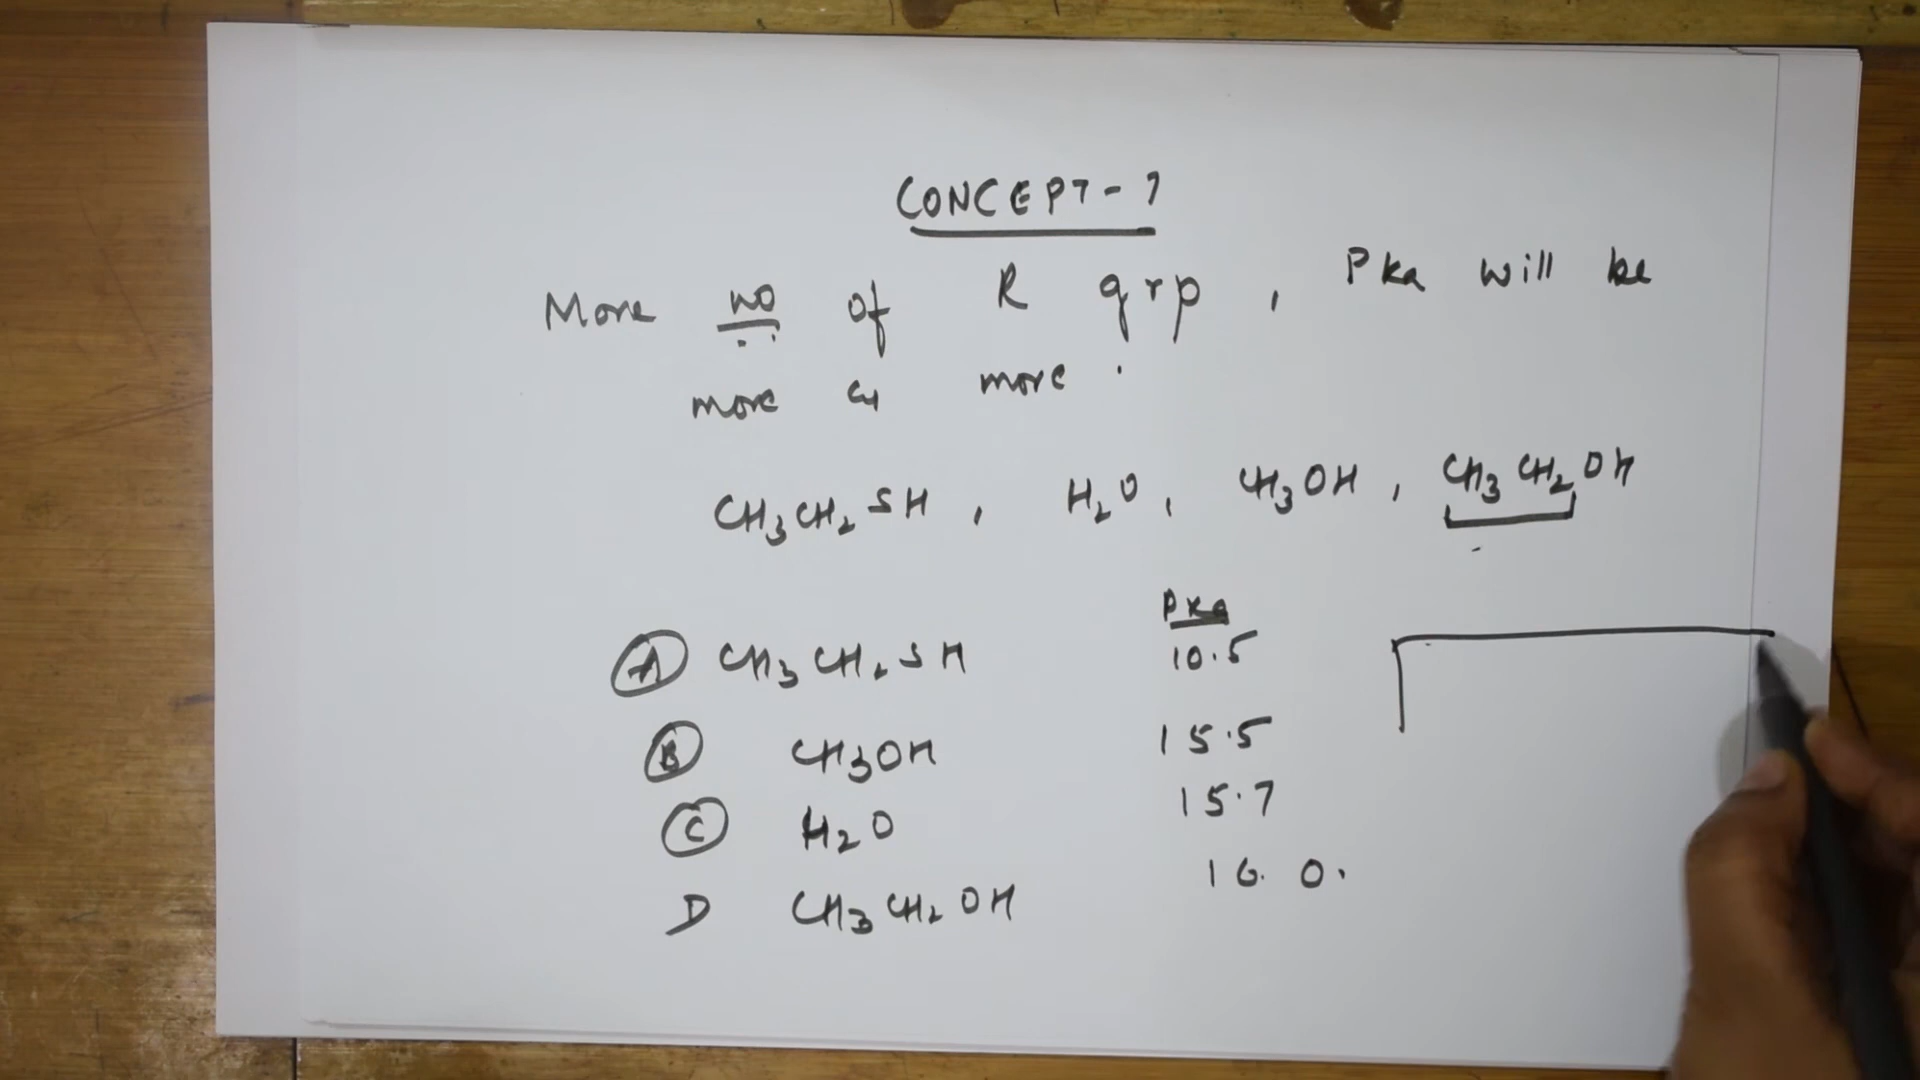 CONCEPT-7
More no of R grp, Pka will be
more & more.
CH3CH2SH, H2O, CH3OH, CH3CH2OH
Pka
A CH3CH2SH 10.5
B CH3OH 15.5
C H2O 15.7
D CH3CH2OH 16.0.